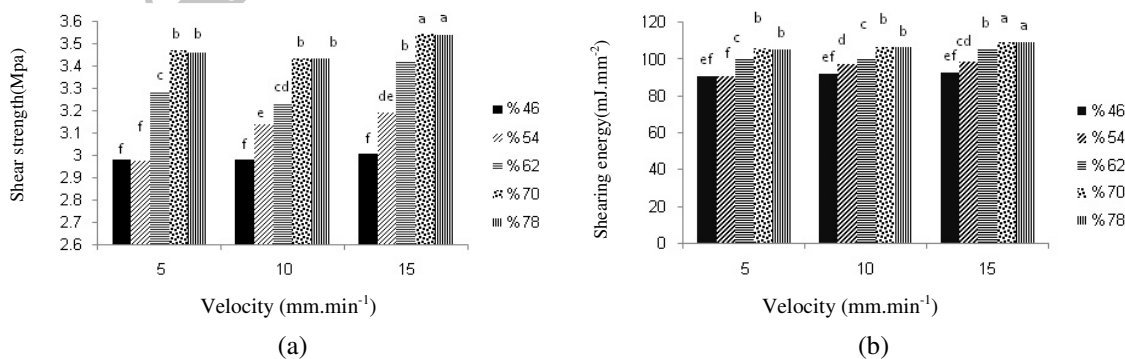 Shear strength(Mpa)
3.6
3.5
3.4
3.3
3.2
3.1
3
2.9
2.8
2.7
2.6
f f c b b
f e cd b b
f de b a a
5 10 15
Velocity (mm.min-1)
% 46
% 54
% 62
% 70
% 78
(a)
Shearing energy(mJ.mm-2)
120
100
80
60
40
20
0
ef f c b b
ef d c b b
ef cd b a a
5 10 15
Velocity (mm.min-1)
% 46
% 54
% 62
% 70
% 78
(b)